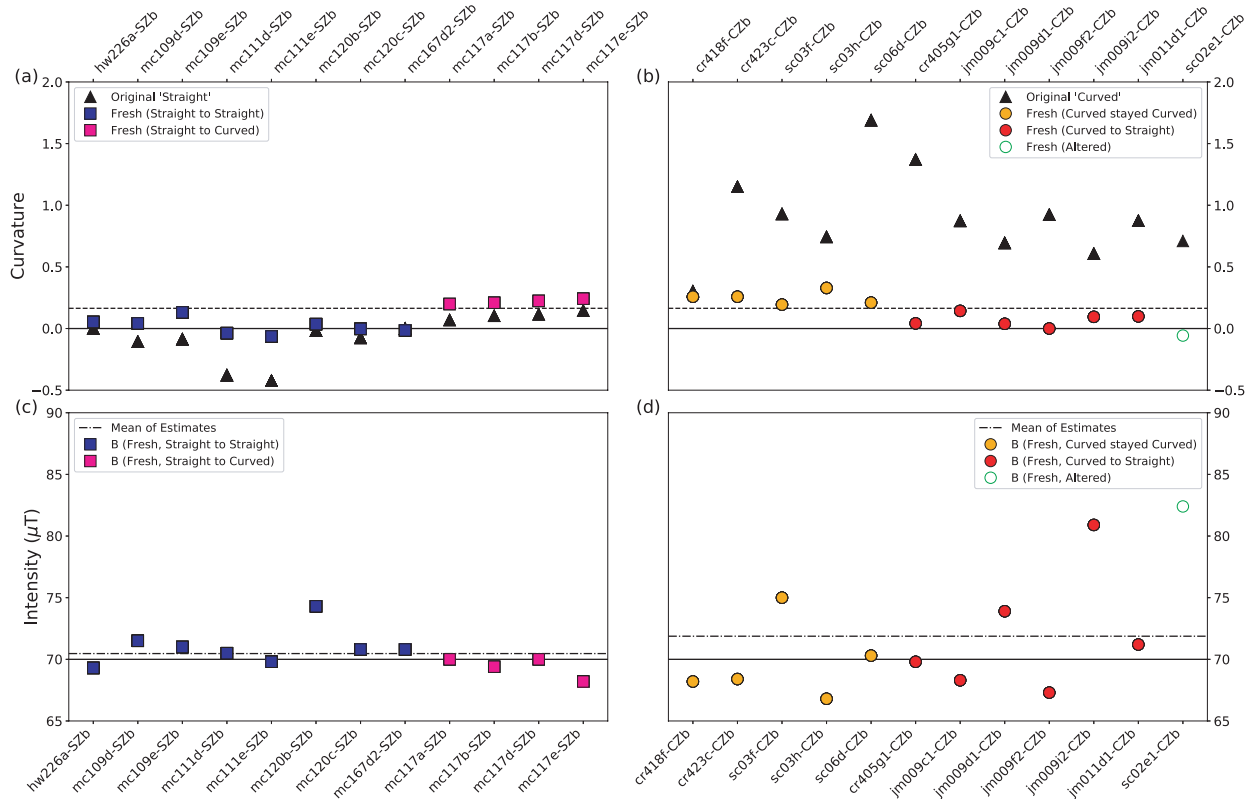 hw226a-SZb
mc109d-SZb
mc109e-SZb
mc111d-SZb
mc111e-SZb
mc120b-SZb
mc120c-SZb
mc167d2-SZb
mc117a-SZb
mc117b-SZb
mc117d-SZb
mc117e-SZb
cr418f-CZb
cr423c-CZb
sc03f-CZb
sc03h-CZb
sc06d-CZb
cr405g1-CZb
jm009c1-CZb
jm009d1-CZb
jm009f2-CZb
jm009l2-CZb
jm011d1-CZb
sc02e1-CZb
(a)
2.0
1.5
1.0
0.5
0.0
−0.5
Curvature
Original 'Straight'
Fresh (Straight to Straight)
Fresh (Straight to Curved)
(b)
Original 'Curved'
Fresh (Curved stayed Curved)
Fresh (Curved to Straight)
Fresh (Altered)
2.0
1.5
1.0
0.5
0.0
−0.5
(c)
90
85
80
75
70
65
Intensity (μT)
Mean of Estimates
B (Fresh, Straight to Straight)
B (Fresh, Straight to Curved)
(d)
Mean of Estimates
B (Fresh, Curved stayed Curved)
B (Fresh, Curved to Straight)
B (Fresh, Altered)
90
85
80
75
70
65
hw226a-SZb
mc109d-SZb
mc109e-SZb
mc111d-SZb
mc111e-SZb
mc120b-SZb
mc120c-SZb
mc167d2-SZb
mc117a-SZb
mc117b-SZb
mc117d-SZb
mc117e-SZb
cr418f-CZb
cr423c-CZb
sc03f-CZb
sc03h-CZb
sc06d-CZb
cr405g1-CZb
jm009c1-CZb
jm009d1-CZb
jm009f2-CZb
jm009l2-CZb
jm011d1-CZb
sc02e1-CZb